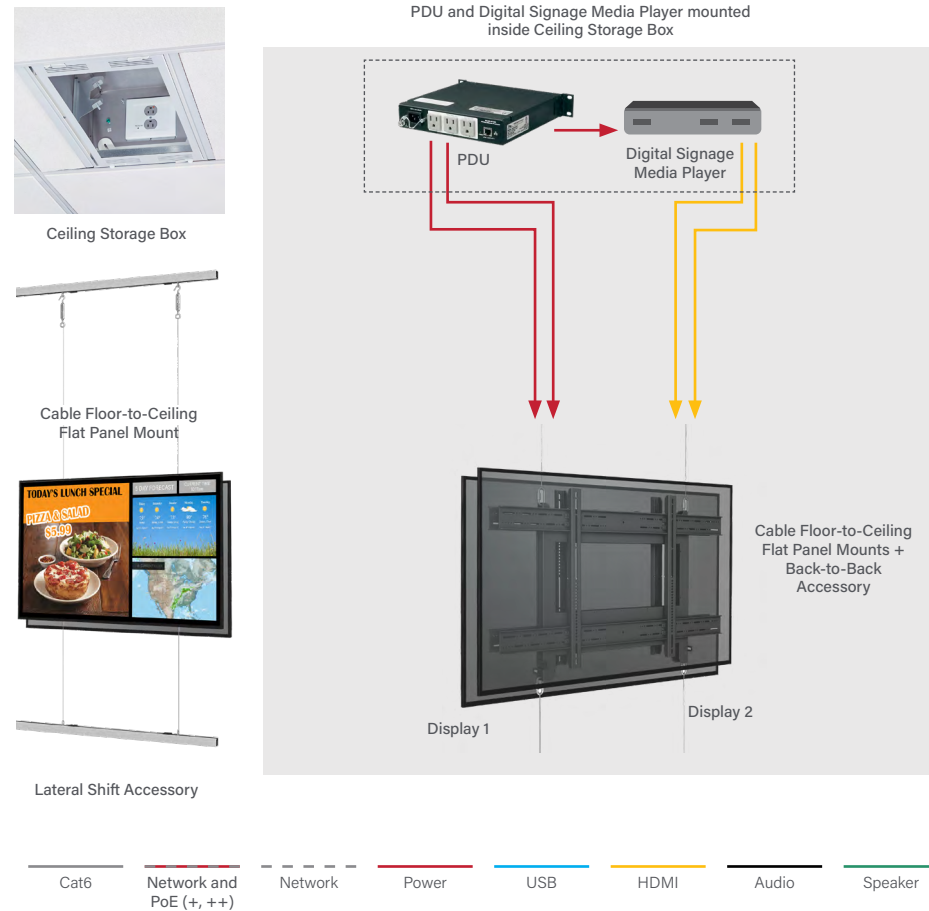 PDU and Digital Signage Media Player mounted
inside Ceiling Storage Box
PDU
Digital Signage
Media Player
Ceiling Storage Box
Cable Floor-to-Ceiling
Flat Panel Mount
TODAY'S LUNCH SPECIAL
PIZZA & SALAD
$5.99
5 DAY FORECAST
Cable Floor-to-Ceiling
Flat Panel Mounts +
Back-to-Back
Accessory
Display 1
Display 2
Lateral Shift Accessory
Cat6
Network and
PoE (+, ++)
Network
Power
USB
HDMI
Audio
Speaker